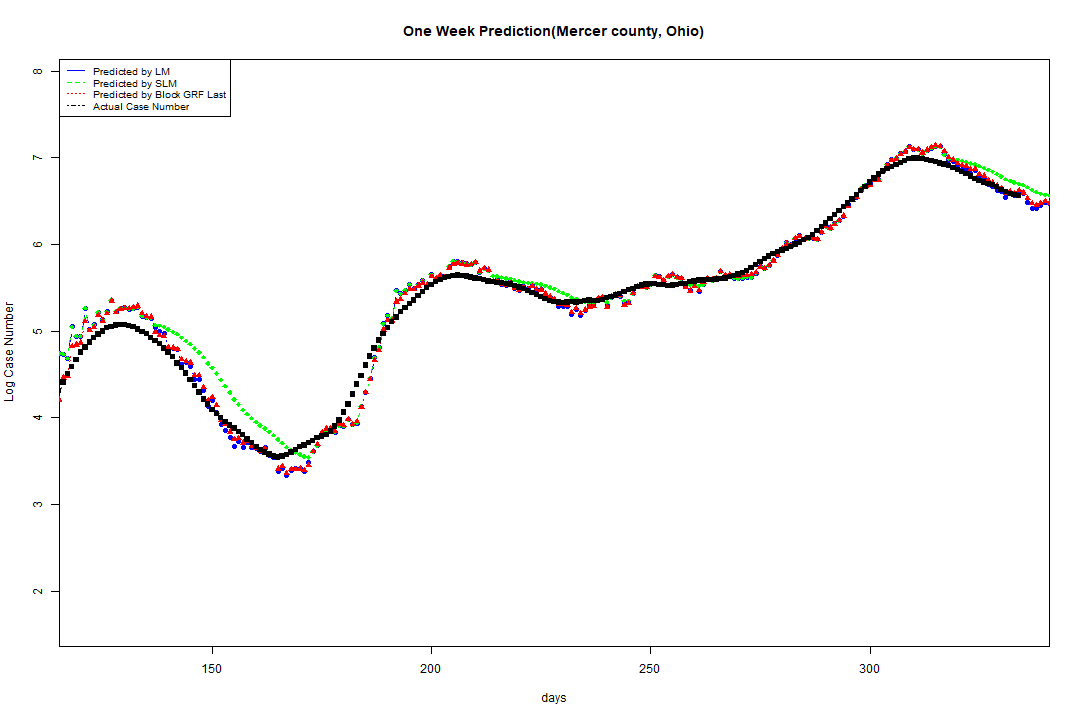 One Week Prediction(Mercer county, Ohio)
Predicted by LM
Predicted by SLM
Predicted by Block GRF Last
Actual Case Number
8
7
6
5
4
3
2
Log Case Number
150 200 250 300
days